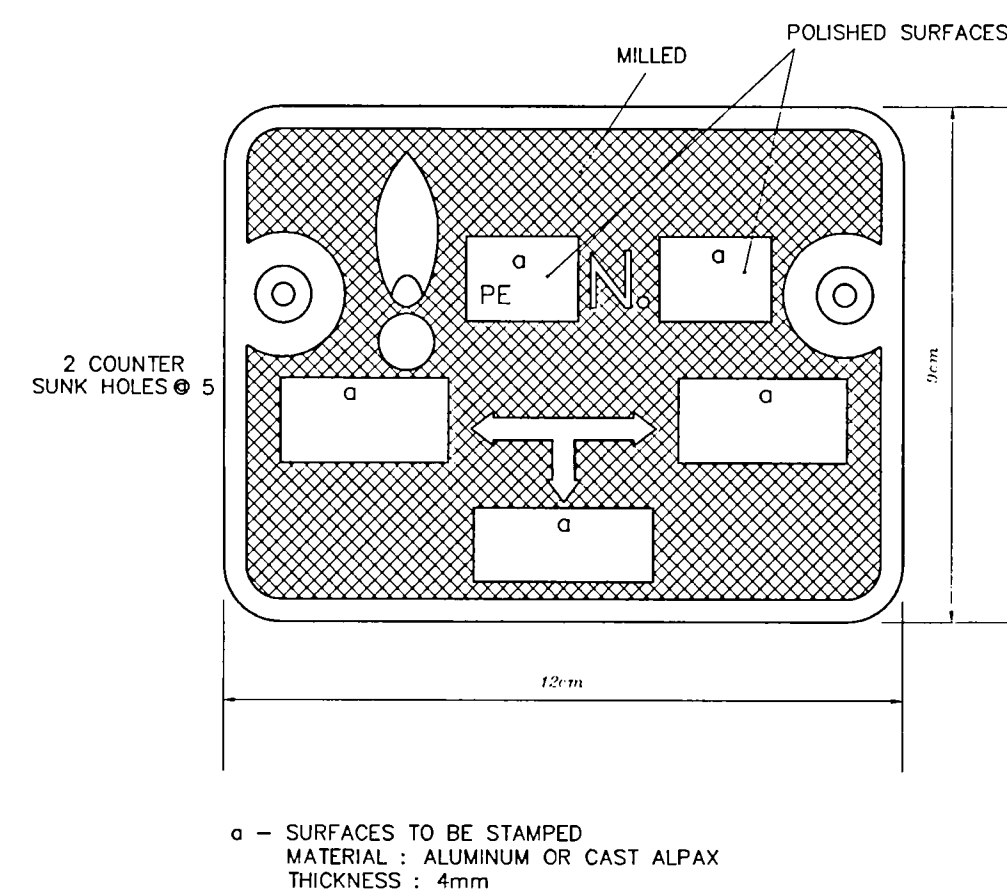 POLISHED SURFACES
MILLED
a
a
PE
N.
9cm
2 COUNTER
SUNK HOLES @ 5
a
a
a
12cm
a – SURFACES TO BE STAMPED
MATERIAL : ALUMINUM OR CAST ALPAX
THICKNESS : 4mm